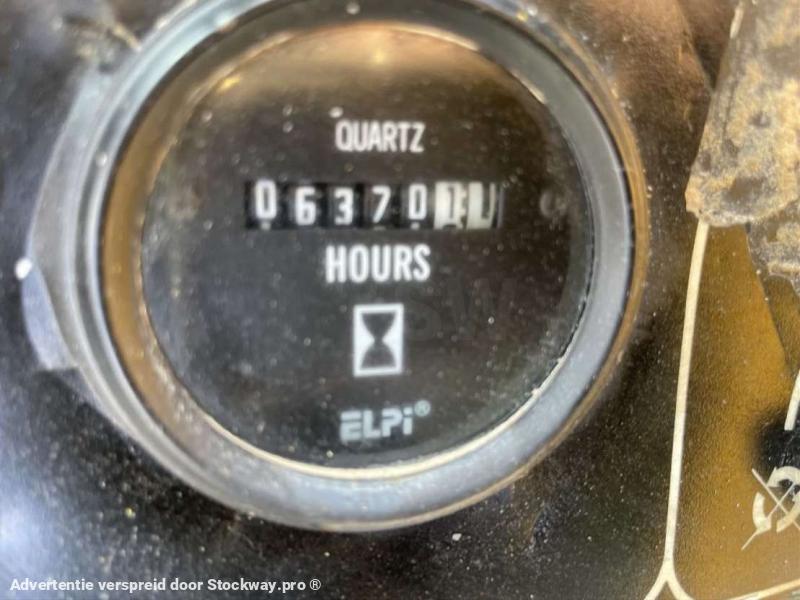 QUARTZ
06370
HOURS
ELPi®
Advertentie verspreid door Stockway.pro ®